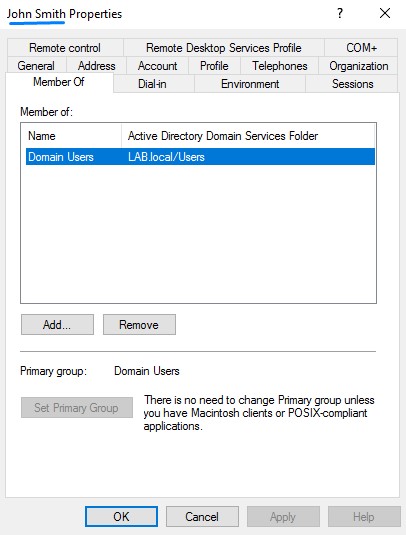 John Smith Properties
?
Remote control Remote Desktop Services Profile COM+
General Address Account Profile Telephones Organization
Member Of Dial-in Environment Sessions
Member of:
Name Active Directory Domain Services Folder
Domain Users LAB.local/Users
Add... Remove
Primary group: Domain Users
Set Primary Group
There is no need to change Primary group unless
you have Macintosh clients or POSIX-compliant
applications.
OK Cancel Apply Help